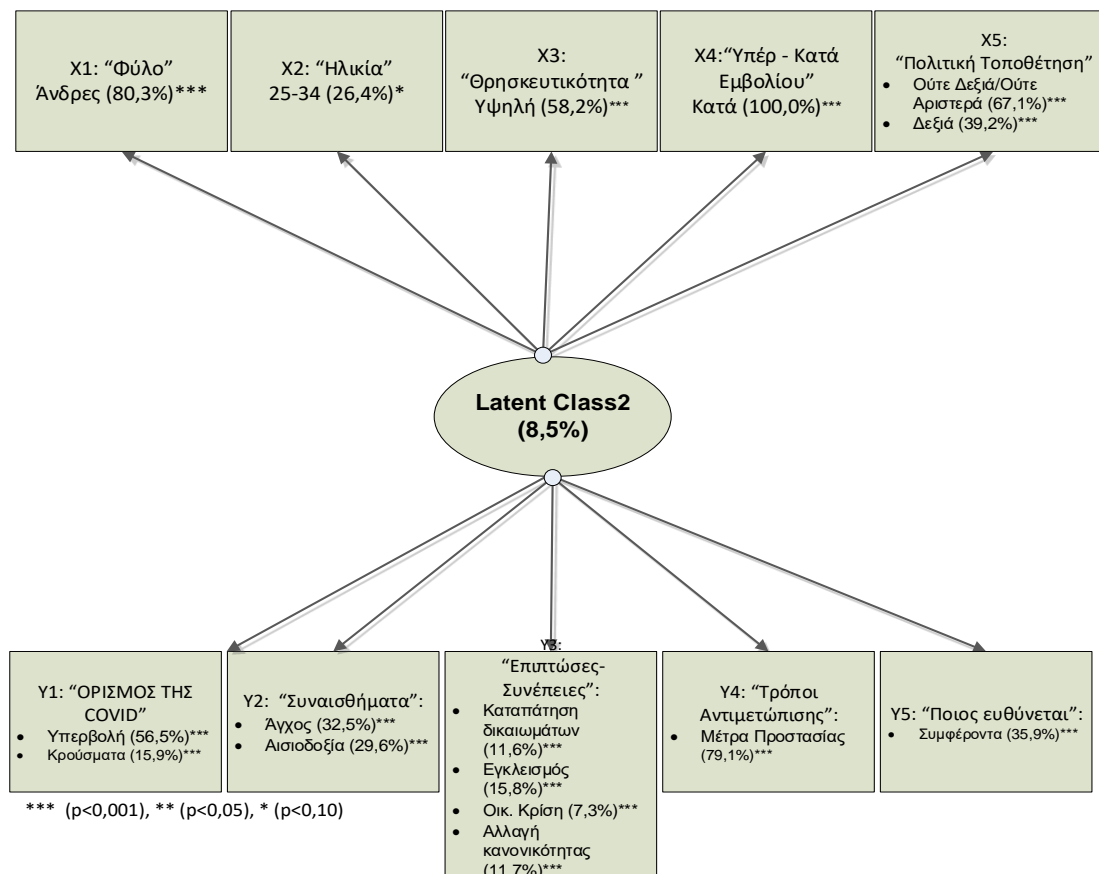 X1: “Φύλο”
Άνδρες (80,3%)***
X2: “Ηλικία”
25-34 (26,4%)*
X3:
“Θρησκευτικότητα ”
Υψηλή (58,2%)***
X4:“Υπέρ - Κατά
Εμβολίου”
Κατά (100,0%)***
X5:
“Πολιτική Τοποθέτηση”
• Ούτε Δεξιά/Ούτε
Αριστερά (67,1%)***
• Δεξιά (39,2%)***
Latent Class2
(8,5%)
Y1: “ΟΡΙΣΜΟΣ ΤΗΣ
COVID”
• Υπερβολή (56,5%)***
• Κρούσματα (15,9%)***
Y2: “Συναισθήματα”:
• Άγχος (32,5%)***
• Αισιοδοξία (29,6%)***
Y3:
“Επιπτώσες-
Συνέπειες”:
• Καταπάτηση
δικαιωμάτων
(11,6%)***
• Εγκλεισμός
(15,8%)***
• Οικ. Κρίση (7,3%)***
• Αλλαγή
κανονικότητας
(11,7%)***
Y4: “Τρόποι
Αντιμετώπισης”:
• Μέτρα Προστασίας
(79,1%)***
Y5: “Ποιος ευθύνεται”:
• Συμφέροντα (35,9%)***
*** (p<0,001), ** (p<0,05), * (p<0,10)